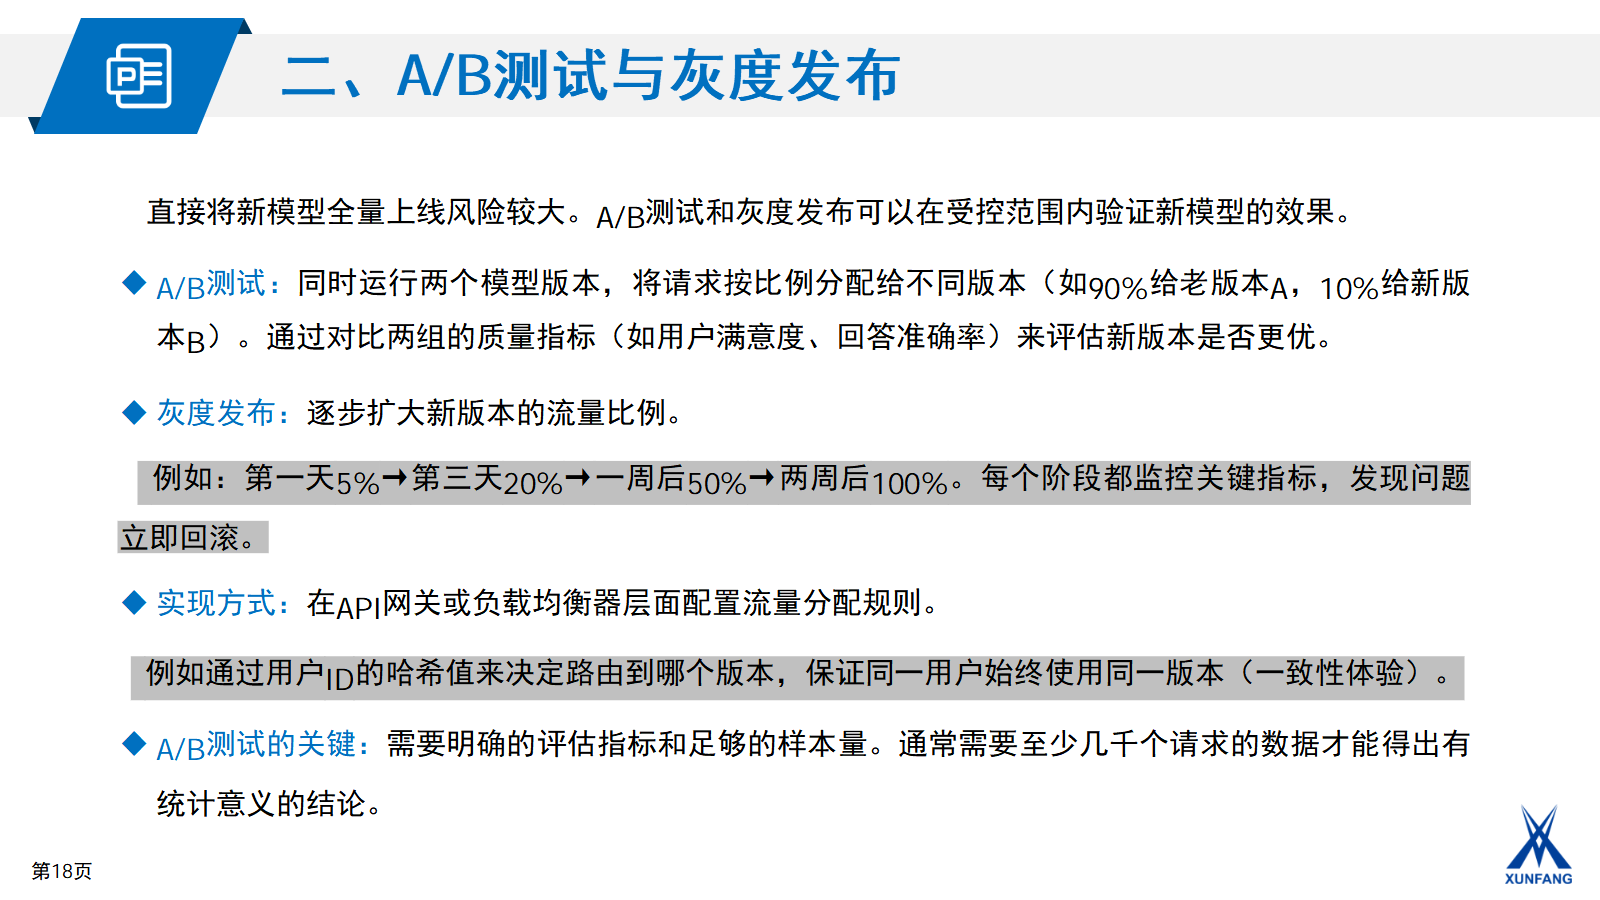 二、A/B测试与灰度发布
直接将新模型全量上线风险较大。A/B测试和灰度发布可以在受控范围内验证新模型的效果。
A/B测试：同时运行两个模型版本，将请求按比例分配给不同版本（如90%给老版本A，10%给新版
本B）。通过对比两组的质量指标（如用户满意度、回答准确率）来评估新版本是否更优。
灰度发布：逐步扩大新版本的流量比例。
例如：第一天5%→第三天20%→一周后50%→两周后100%。每个阶段都监控关键指标，发现问题
立即回滚。
实现方式：在API网关或负载均衡器层面配置流量分配规则。
例如通过用户ID的哈希值来决定路由到哪个版本，保证同一用户始终使用同一版本（一致性体验）。
A/B测试的关键：需要明确的评估指标和足够的样本量。通常需要至少几千个请求的数据才能得出有
统计意义的结论。
第18页
XUNFANG